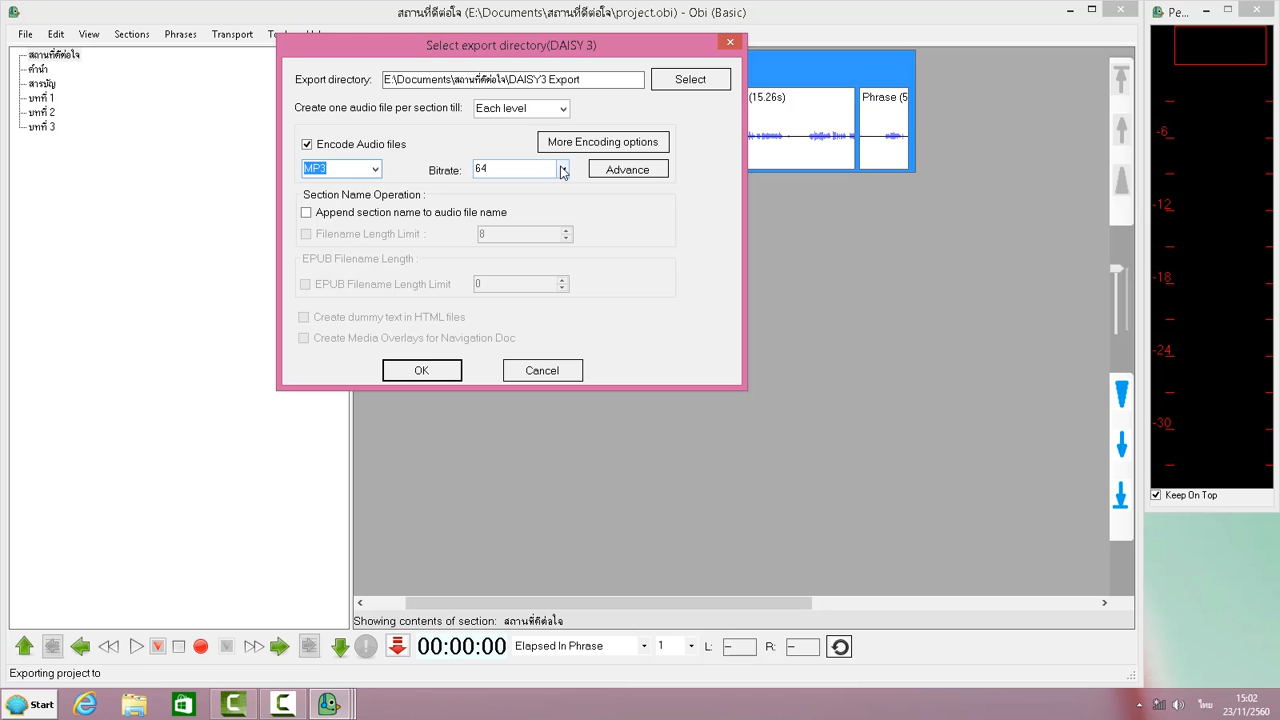 สถานที่ดีต่อใจ (E:\Documents\สถานที่ดีต่อใจ\project.obi) - Obi (Basic)
Pe...
File Edit View Sections Phrases Transport
สถานที่ดีต่อใจ
คำนำ
สารบัญ
บทที่ 1
บทที่ 2
บทที่ 3
Select export directory(DAISY 3)
Export directory: E:\Documents\สถานที่ดีต่อใจ\DAISY3 Export Select
Create one audio file per section till: Each level
Encode Audio files More Encoding options
MP3 Bitrate: 64 Advance
Section Name Operation :
Append section name to audio file name
Filename Length Limit : 8
EPUB Filename Length :
EPUB Filename Length Limit 0
Create dummy text in HTML files
Create Media Overlays for Navigation Doc
OK Cancel
(15.26s) Phrase (5
-6
-12
-18
-24
-30
Keep On Top
Showing contents of section: สถานที่ดีต่อใจ
00:00:00 Elapsed In Phrase 1 L: -- R: --
Exporting project to
Start
ไทย
15:02
23/11/2560